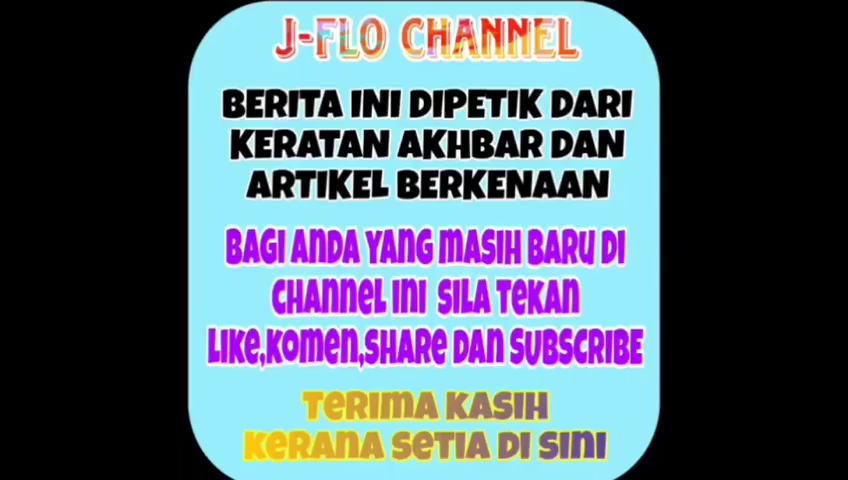 J-FLO CHANNEL
BERITA INI DIPETIK DARI
KERATAN AKHBAR DAN
ARTIKEL BERKENAAN
BAGI ANDA YANG MASIH BARU DI
CHANNEL INI SILA TEKAN
LIKE,KOMEN,SHARE DAN SUBSCRIBE
TERIMA KASIH
KERANA SETIA DI SINI